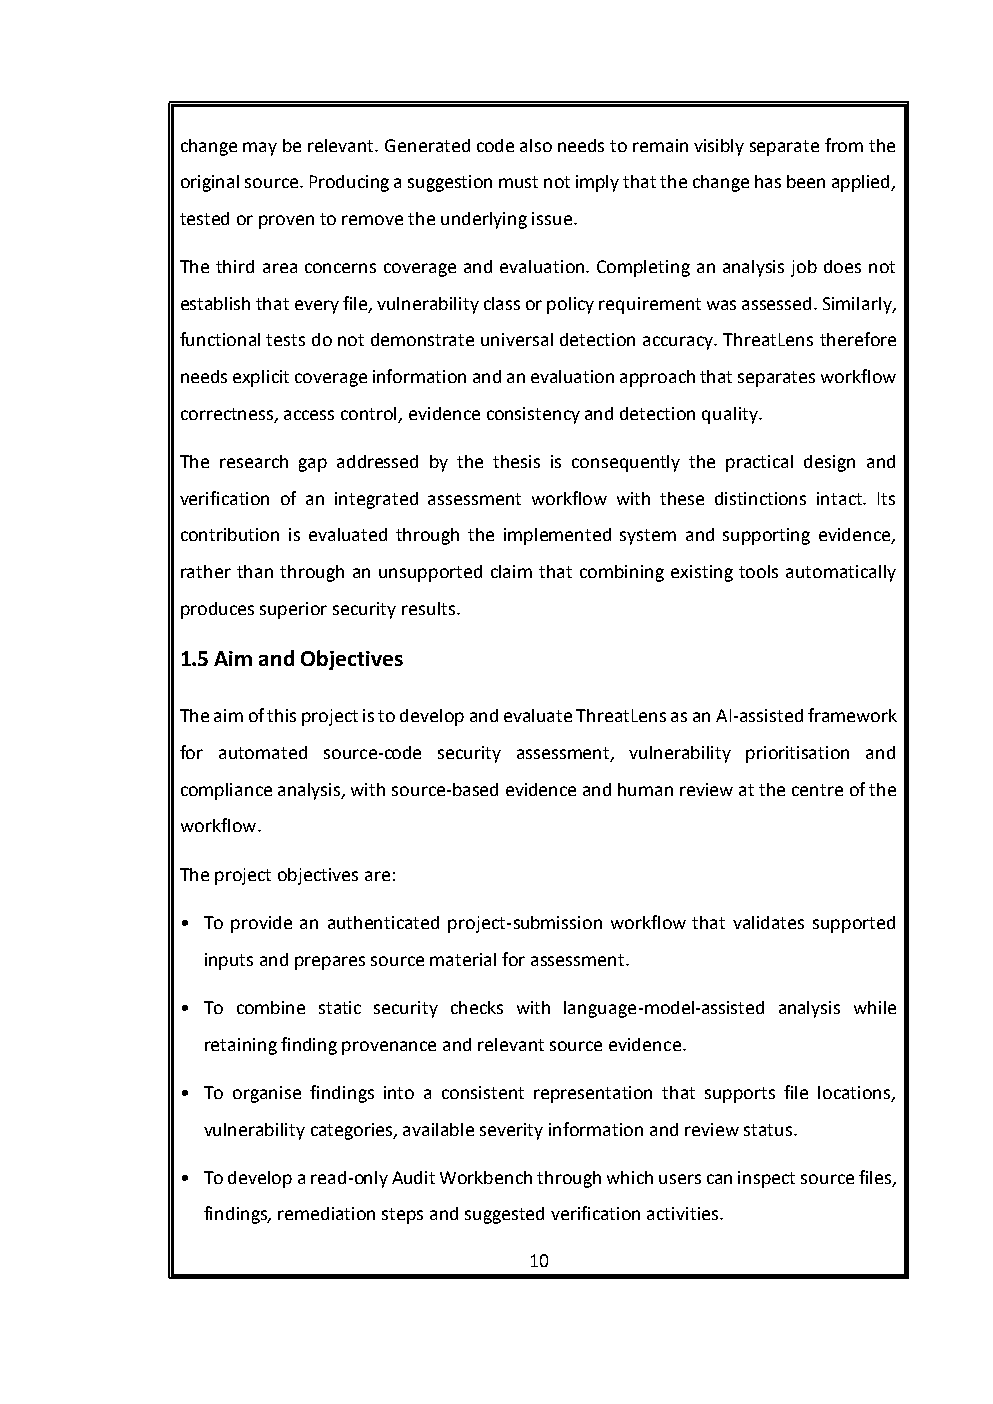 change may be relevant. Generated code also needs to remain visibly separate from the
original source. Producing a suggestion must not imply that the change has been applied,
tested or proven to remove the underlying issue.
The third area concerns coverage and evaluation. Completing an analysis job does not
establish that every file, vulnerability class or policy requirement was assessed. Similarly,
functional tests do not demonstrate universal detection accuracy. ThreatLens therefore
needs explicit coverage information and an evaluation approach that separates workflow
correctness, access control, evidence consistency and detection quality.
The research gap addressed by the thesis is consequently the practical design and
verification of an integrated assessment workflow with these distinctions intact. Its
contribution is evaluated through the implemented system and supporting evidence,
rather than through an unsupported claim that combining existing tools automatically
produces superior security results.
1.5 Aim and Objectives
The aim of this project is to develop and evaluate ThreatLens as an AI-assisted framework
for automated source-code security assessment, vulnerability prioritisation and
compliance analysis, with source-based evidence and human review at the centre of the
workflow.
The project objectives are:
• To provide an authenticated project-submission workflow that validates supported
inputs and prepares source material for assessment.
• To combine static security checks with language-model-assisted analysis while
retaining finding provenance and relevant source evidence.
• To organise findings into a consistent representation that supports file locations,
vulnerability categories, available severity information and review status.
• To develop a read-only Audit Workbench through which users can inspect source files,
findings, remediation steps and suggested verification activities.
10